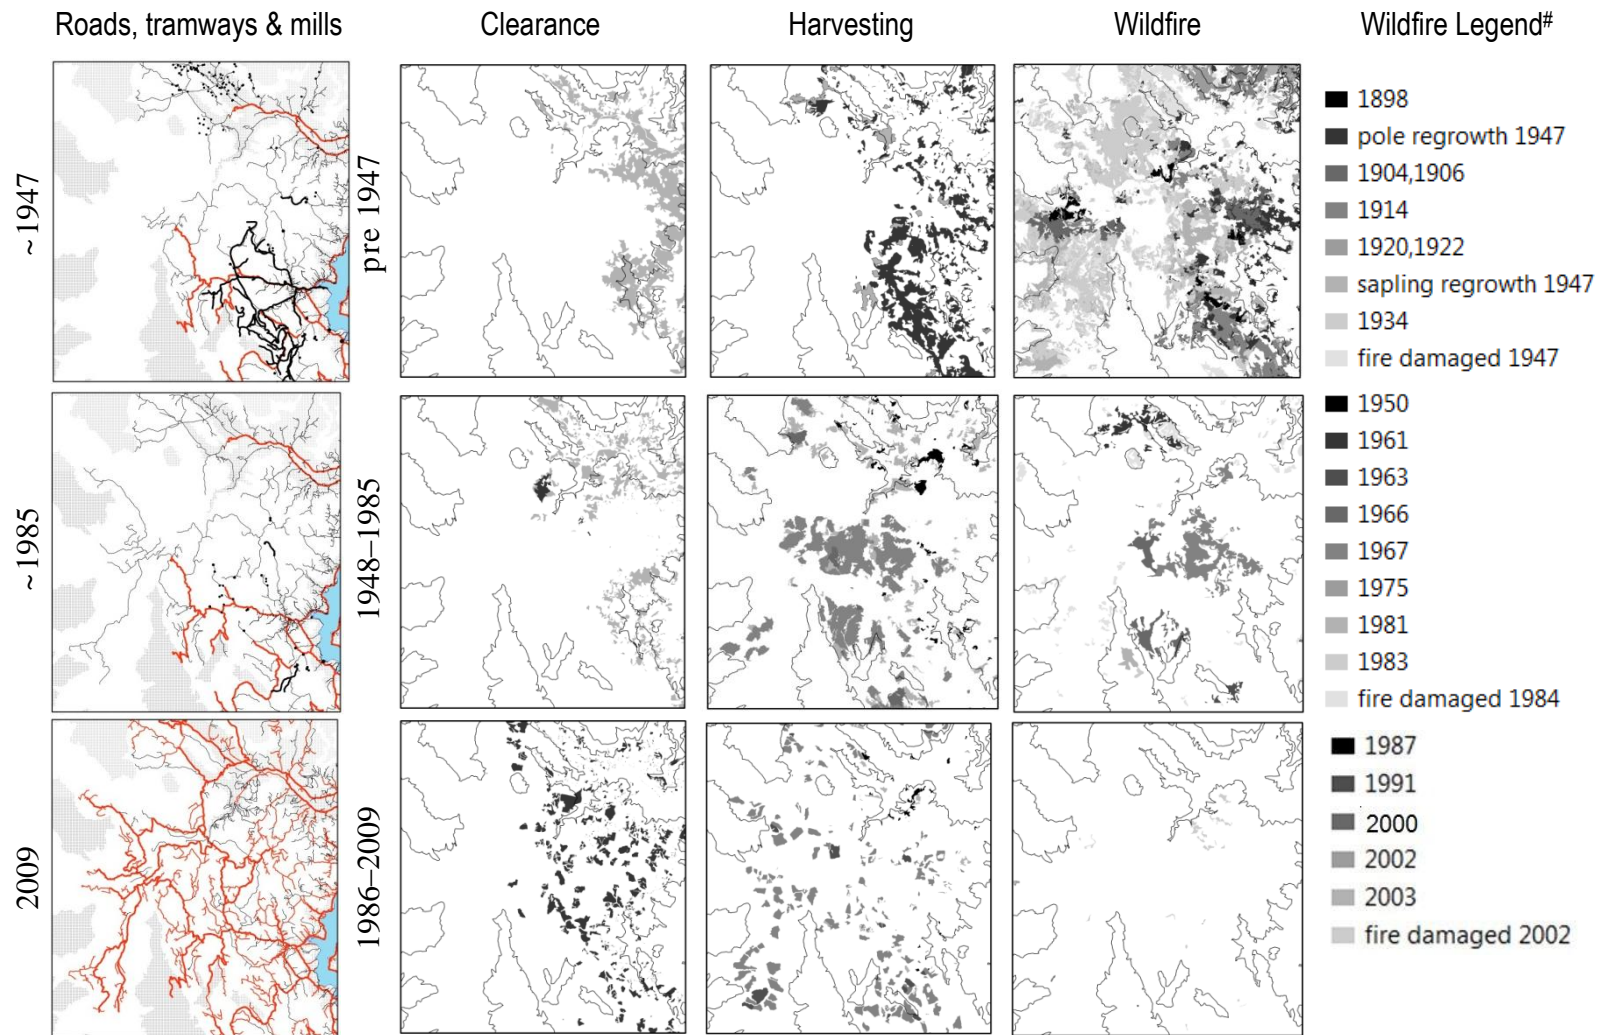 Roads, tramways & mills
Clearance
Harvesting
Wildfire
Wildfire Legend#
~1947
pre 1947
1898
pole regrowth 1947
1904,1906
1914
1920,1922
sapling regrowth 1947
1934
fire damaged 1947
~1985
1948–1985
1950
1961
1963
1966
1967
1975
1981
1983
fire damaged 1984
2009
1986–2009
1987
1991
2000
2002
2003
fire damaged 2002